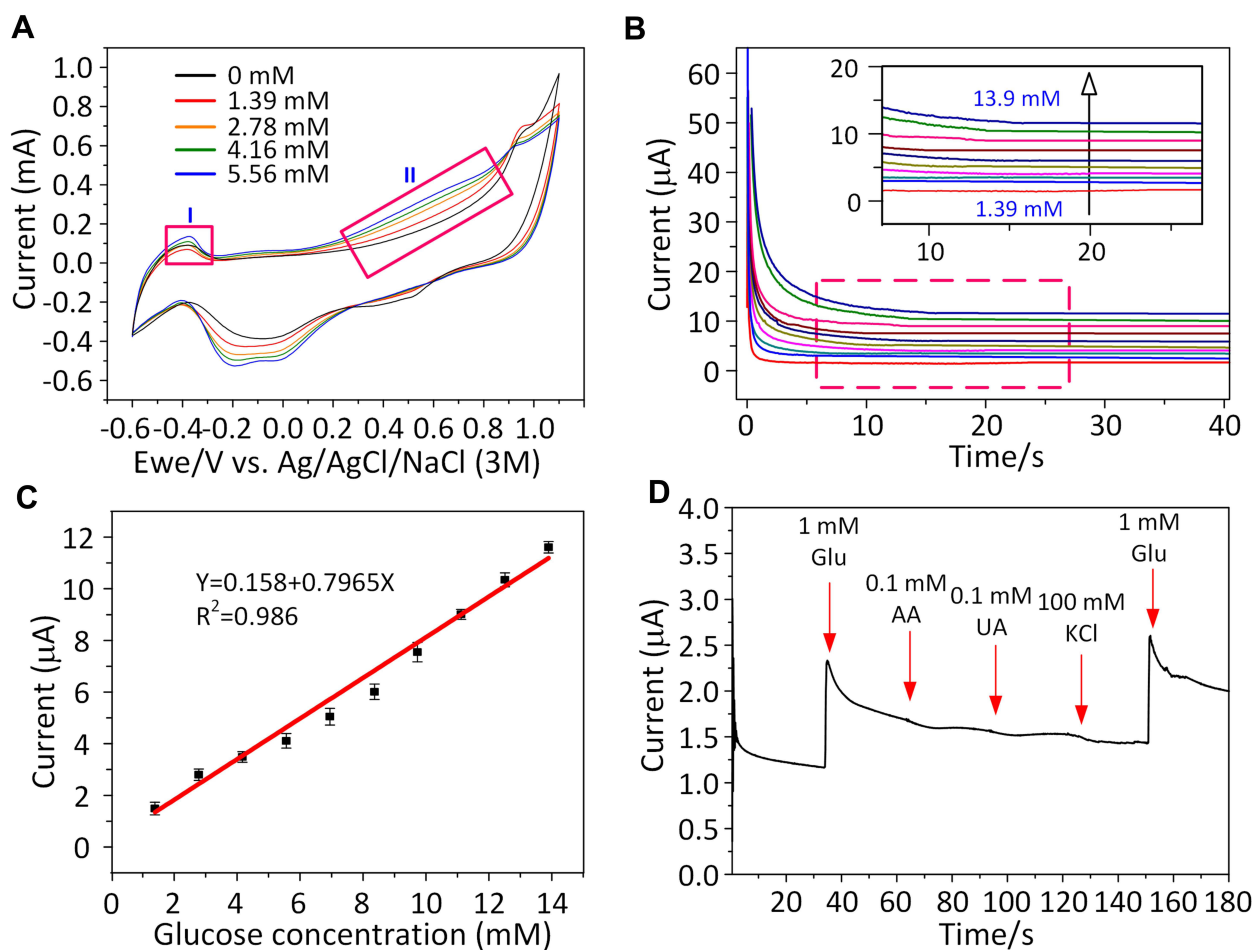 A
1.0
0.8
0.6
0.4
0.2
0.0
-0.2
-0.4
-0.6
Current (mA)
0 mM
1.39 mM
2.78 mM
4.16 mM
5.56 mM
I
II
-0.6 -0.4 -0.2 0.0 0.2 0.4 0.6 0.8 1.0
Ewe/V vs. Ag/AgCl/NaCl (3M)
B
60
50
40
30
20
10
0
Current (μA)
20
10
0
13.9 mM
1.39 mM
10 20
0 10 20 30 40
Time/s
C
12
10
8
6
4
2
0
Current (μA)
Y=0.158+0.7965X
R²=0.986
0 2 4 6 8 10 12 14
Glucose concentration (mM)
D
4.0
3.5
3.0
2.5
2.0
1.5
1.0
0.5
0.0
Current (μA)
1 mM
Glu
0.1 mM
AA
0.1 mM
UA
100 mM
KCl
1 mM
Glu
20 40 60 80 100 120 140 160 180
Time/s